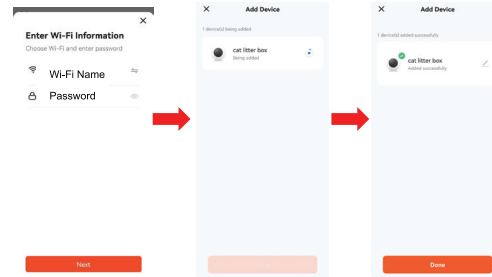 Enter Wi-Fi Information
Choose Wi-Fi and enter password
Wi-Fi Name
Password
Next
Add Device
1 device(s) being added
cat litter box
Being added
Add Device
1 device(s) added successfully
cat litter box
Added successfully
Done